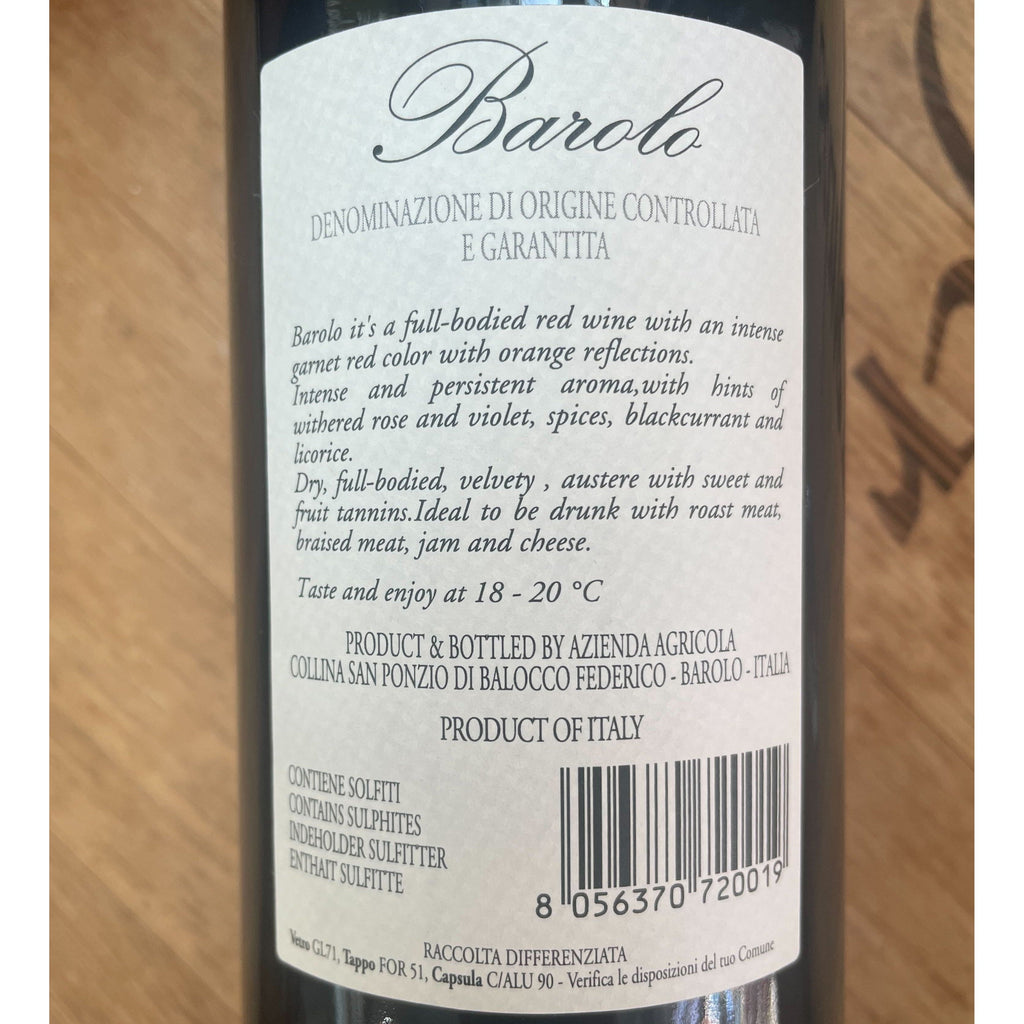 Barolo
DENOMINAZIONE DI ORIGINE CONTROLLATA
E GARANTITA
Barolo it's a full-bodied red wine with an intense
garnet red color with orange reflections.
Intense and persistent aroma,with hints of
withered rose and violet, spices, blackcurrant and
licorice.
Dry, full-bodied, velvety , austere with sweet and
fruit tannins.Ideal to be drunk with roast meat,
braised meat, jam and cheese.
Taste and enjoy at 18 - 20 °C
PRODUCT & BOTTLED BY AZIENDA AGRICOLA
COLLINA SAN PONZIO DI BALOCCO FEDERICO - BAROLO - ITALIA
PRODUCT OF ITALY
CONTIENE SOLFITI
CONTAINS SULPHITES
INDEHOLDER SULFITTER
ENTHAIT SULFITTE
8 056370 720019
RACCOLTA DIFFERENZIATA
Vetro GL71, Tappo FOR 51, Capsula C/ALU 90 - Verifica le disposizioni del tuo Comune